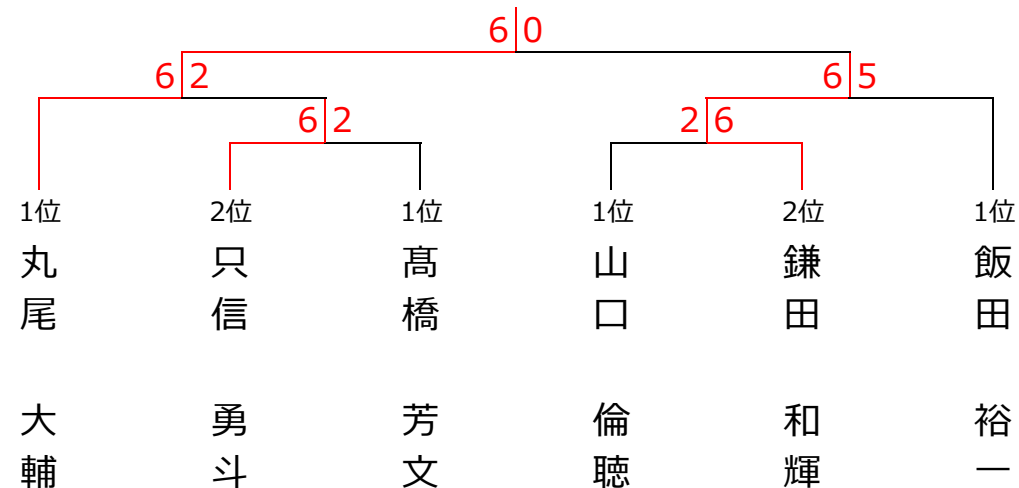 6 0
6 2
6 5
6 2
2 6
1位 2位 1位 1位 2位 1位
丸尾 大輔
只信 勇斗
髙橋 芳文
山口 倫聴
鎌田 和輝
飯田 裕一